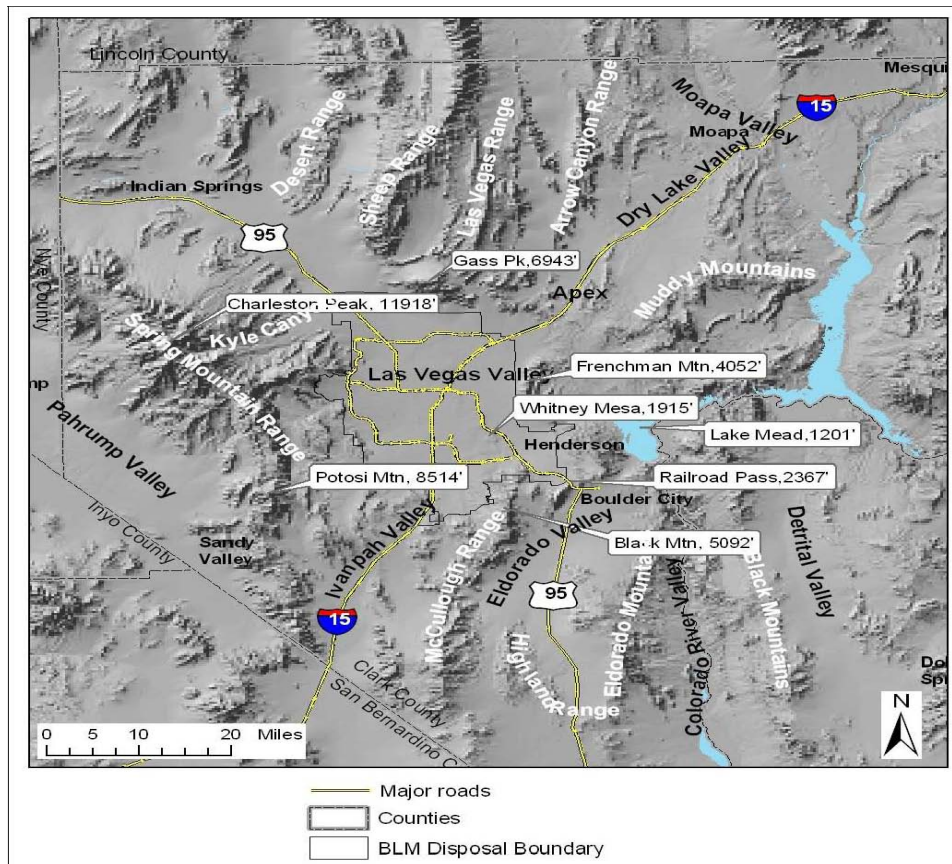 Lincoln County
Mesqui
Moapa Valley
15
Moapa
Desert Range
Sheep Range
Las Vegas Range
Arrow Canyon Range
Dry Lake Valley
Indian Springs
95
Nye County
Gass Pk,6943'
Apex
Muddy Mountains
Charleston Peak, 11918'
Kyle Cany
Spring Mountain Range
Las Vegas Valley
Frenchman Mtn,4052'
mp
Whitney Mesa,1915'
Pahrump Valley
Henderson
Lake Mead,1201'
Potosi Mtn, 8514'
Railroad Pass,2367'
Boulder City
Inyo County
Sandy
Valley
Ivanpah Valley
McCullough Range
Eldorado Valley
Black Mtn, 5092'
Detrital Valley
95
15
Highland Range
Eldorado Mountai
Colorado River Valley
Black Mountains
Clark County
San Bernardino C
Do
Spr
N
0 5 10 20 Miles
Major roads
Counties
BLM Disposal Boundary